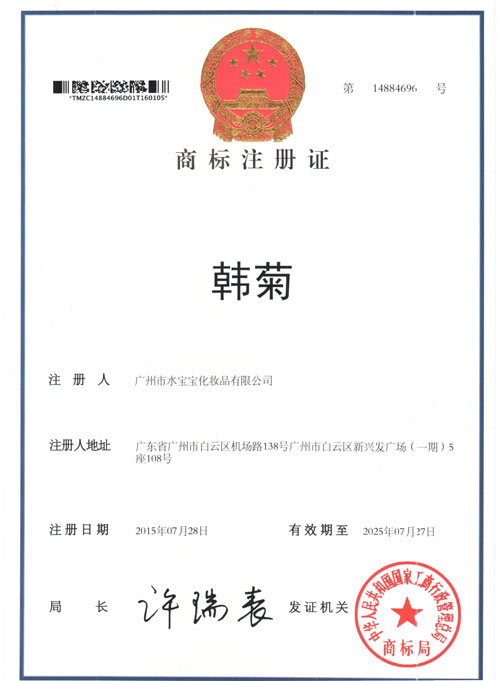 *TMZC14884696D01T160105*
第 14884696 号
商标注册证
韩菊
注册人 广州市水宝宝化妆品有限公司
注册人地址 广东省广州市白云区机场路138号广州市白云区新兴发广场（一期）5
座108号
注册日期 2015年07月28日 有效期至 2025年07月27日
局长 许瑞表 发证机关
中华人民共和国国家工商行政管理总局
商标局